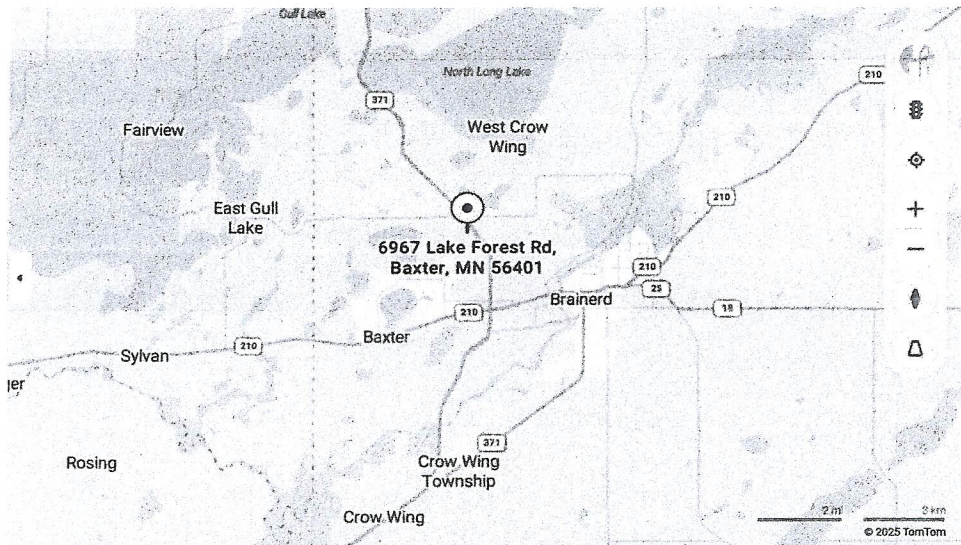 Gull Lake
North Long Lake
210
371
Fairview
West Crow
Wing
210
East Gull
Lake
6967 Lake Forest Rd,
Baxter, MN 56401
210
25
Brainerd
210
18
Baxter
210
Sylvan
ger
371
Rosing
Crow Wing
Township
Crow Wing
2 mi
3 km
© 2025 TomTom